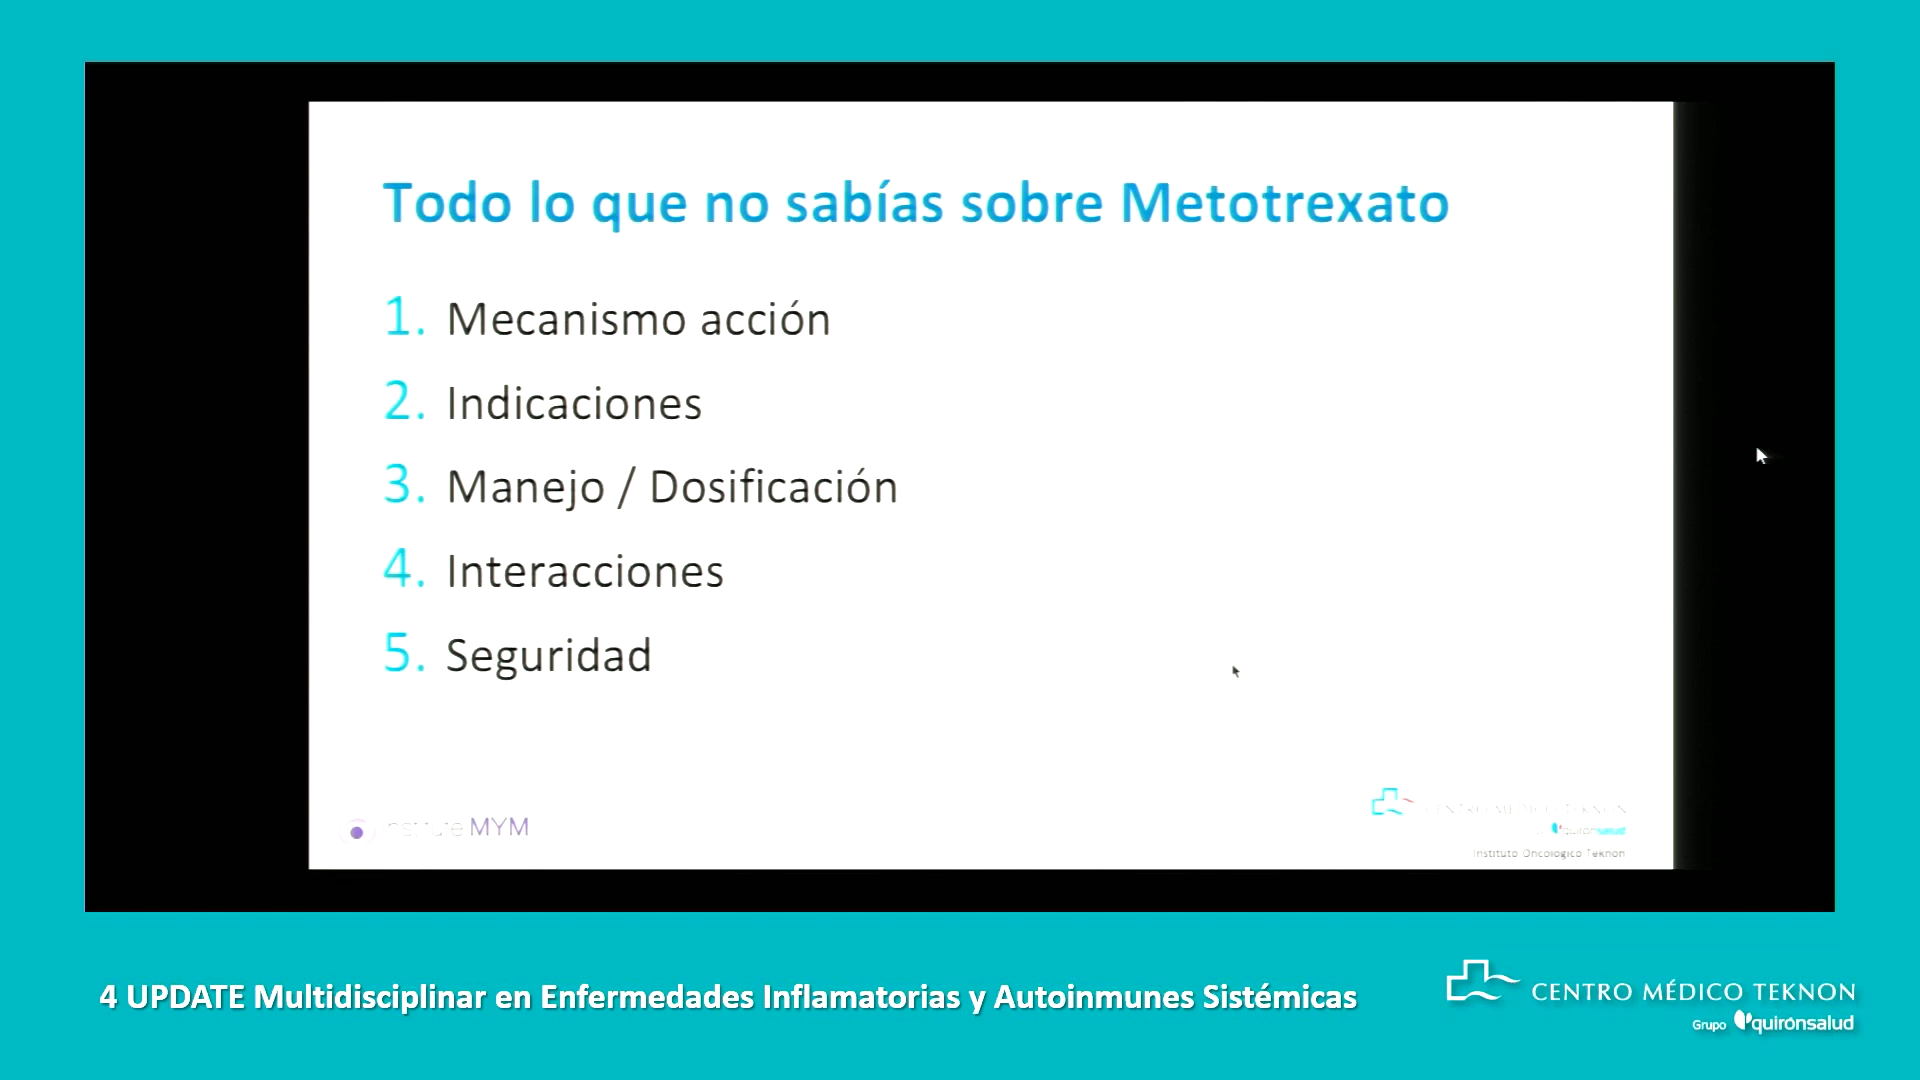 Todo lo que no sabías sobre Metotrexato
1. Mecanismo acción
2. Indicaciones
3. Manejo / Dosificación
4. Interacciones
5. Seguridad
Institute MYM
CENTRO MÉDICO TEKNON
quirónsalud
Instituto Oncológico Teknon
4 UPDATE Multidisciplinar en Enfermedades Inflamatorias y Autoinmunes Sistémicas
CENTRO MÉDICO TEKNON
Grupo quirónsalud